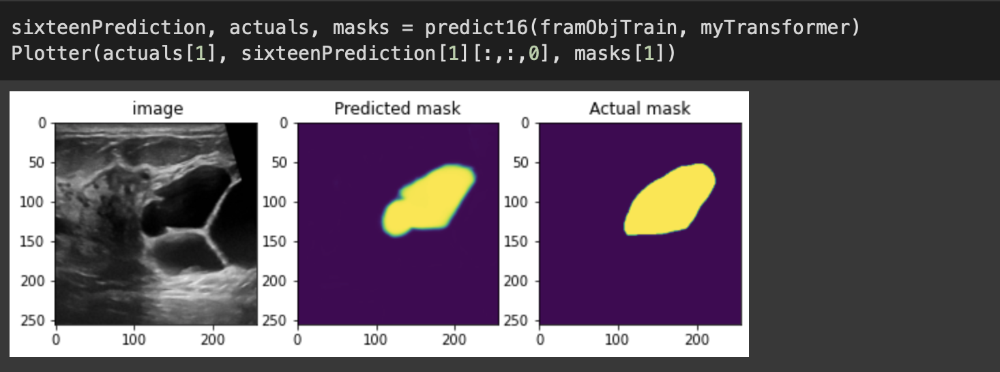 sixteenPrediction, actuals, masks = predict16(framObjTrain, myTransformer)
Plotter(actuals[1], sixteenPrediction[1][:,:,0], masks[1])
image
0
50
100
150
200
250
0 100 200
Predicted mask
0
50
100
150
200
250
0 100 200
Actual mask
0
50
100
150
200
250
0 100 200